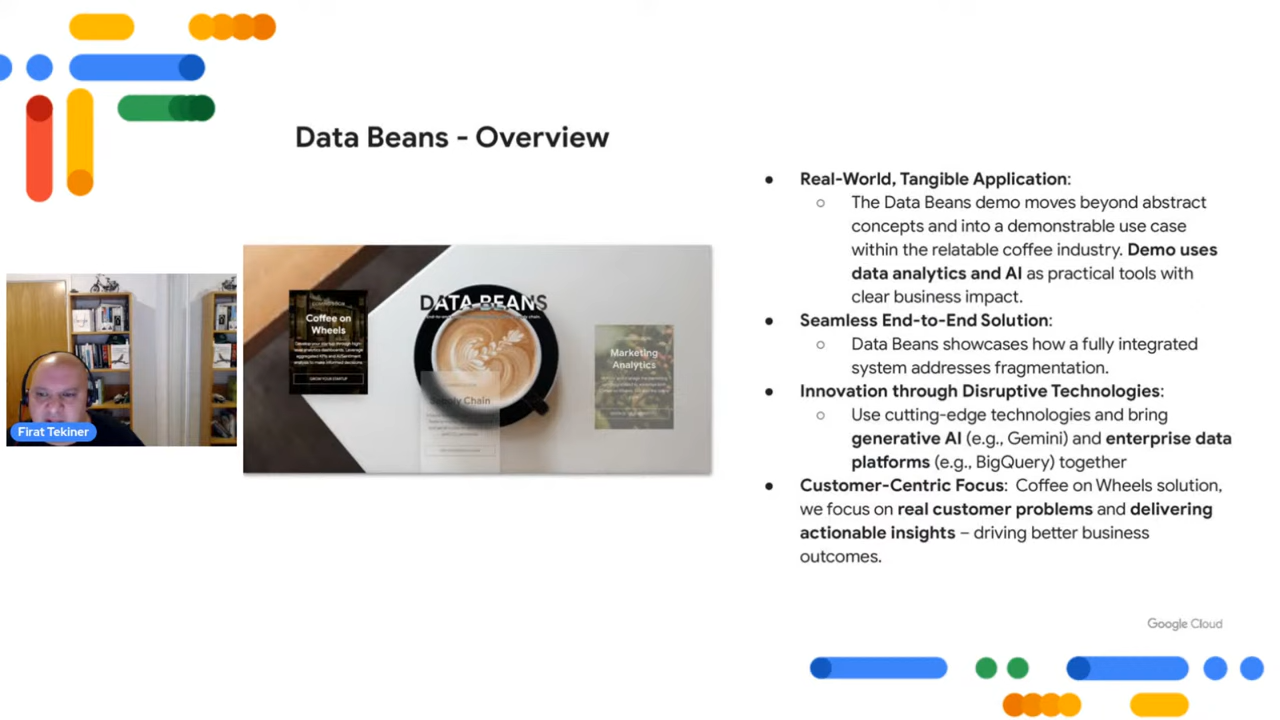 Data Beans - Overview
Firat Tekiner
Coffee on
Wheels
GROW YOUR STARTUP
DATA BEANS
Supply Chain
Marketing
Analytics
● Real-World, Tangible Application:
○ The Data Beans demo moves beyond abstract
concepts and into a demonstrable use case
within the relatable coffee industry. Demo uses
data analytics and AI as practical tools with
clear business impact.
● Seamless End-to-End Solution:
○ Data Beans showcases how a fully integrated
system addresses fragmentation.
● Innovation through Disruptive Technologies:
○ Use cutting-edge technologies and bring
generative AI (e.g., Gemini) and enterprise data
platforms (e.g., BigQuery) together
● Customer-Centric Focus: Coffee on Wheels solution,
we focus on real customer problems and delivering
actionable insights – driving better business
outcomes.
Google Cloud